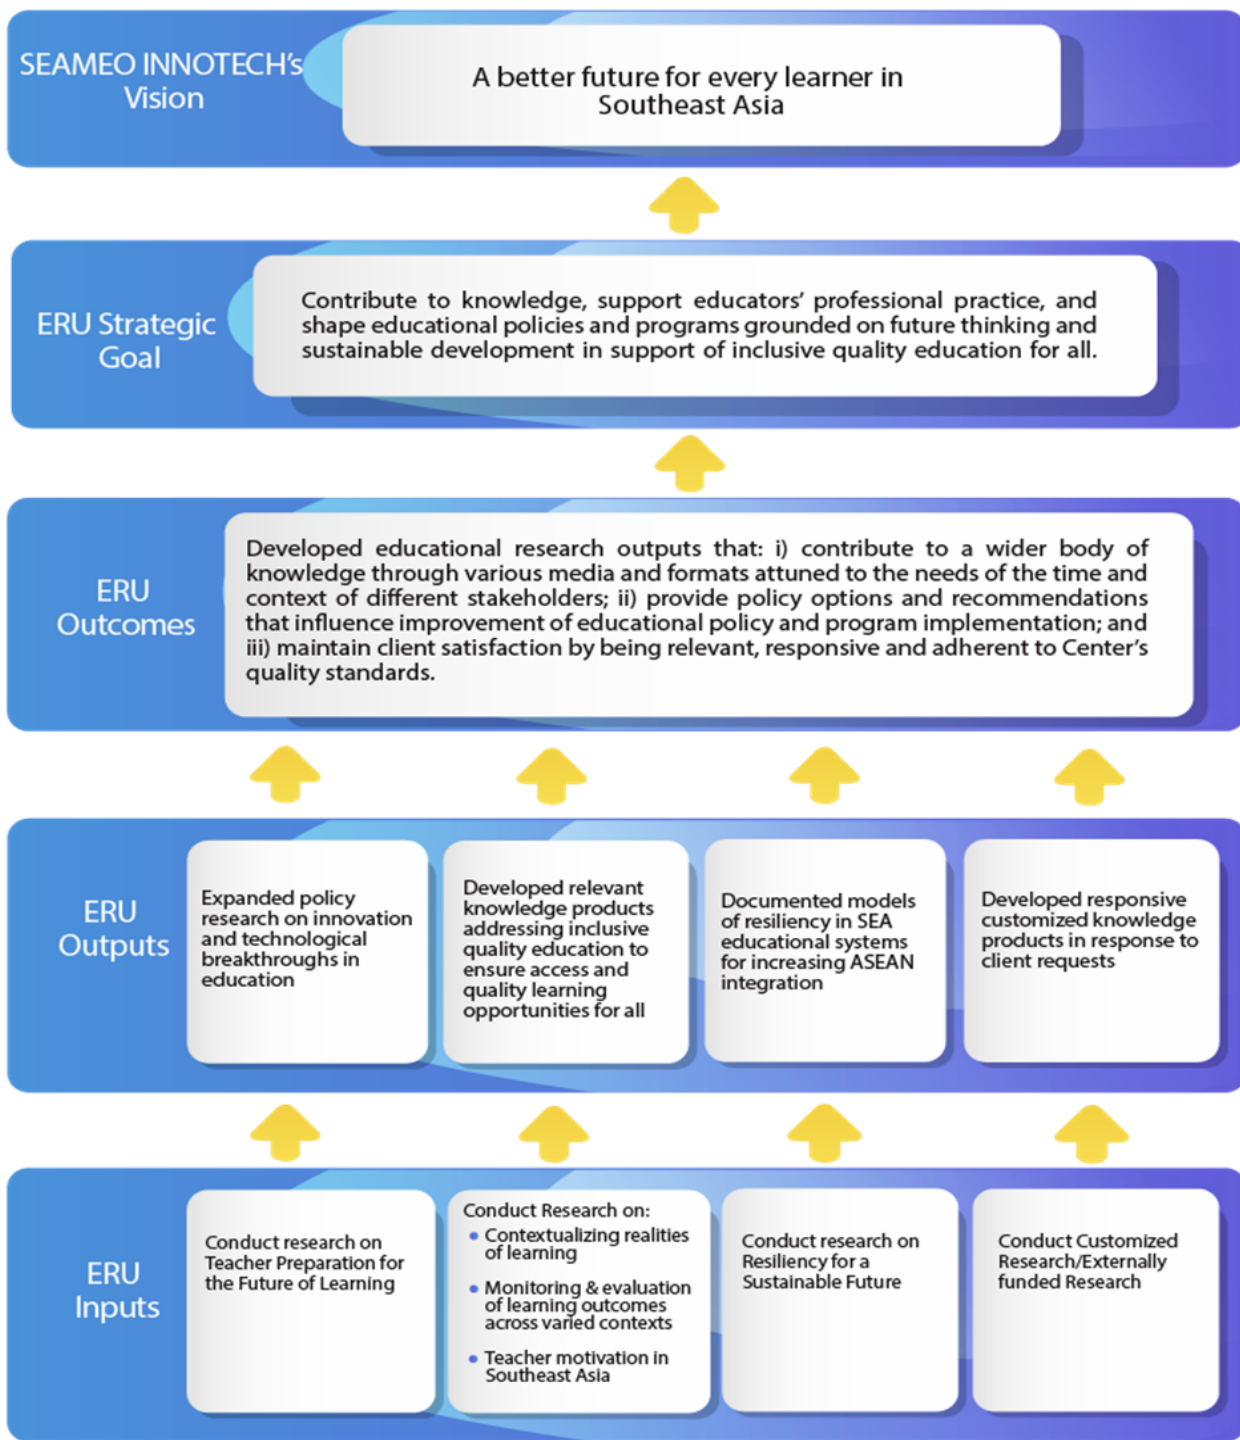 SEAMEO INNOTECH's
Vision
A better future for every learner in
Southeast Asia
ERU Strategic
Goal
Contribute to knowledge, support educators' professional practice, and
shape educational policies and programs grounded on future thinking and
sustainable development in support of inclusive quality education for all.
ERU
Outcomes
Developed educational research outputs that: i) contribute to a wider body of
knowledge through various media and formats attuned to the needs of the time and
context of different stakeholders; ii) provide policy options and recommendations
that influence improvement of educational policy and program implementation; and
iii) maintain client satisfaction by being relevant, responsive and adherent to Center's
quality standards.
ERU
Outputs
Expanded policy
research on innovation
and technological
breakthroughs in
education
Developed relevant
knowledge products
addressing inclusive
quality education to
ensure access and
quality learning
opportunities for all
Documented models
of resiliency in SEA
educational systems
for increasing ASEAN
integration
Developed responsive
customized knowledge
products in response to
client requests
ERU
Inputs
Conduct research on
Teacher Preparation for
the Future of Learning
Conduct Research on:
• Contextualizing realities
of learning
• Monitoring & evaluation
of learning outcomes
across varied contexts
• Teacher motivation in
Southeast Asia
Conduct research on
Resiliency for a
Sustainable Future
Conduct Customized
Research/Externally
funded Research